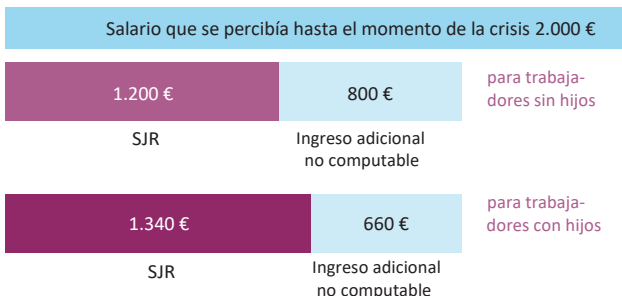 Salario que se percibía hasta el momento de la crisis 2.000 €
1.200 €
800 €
para trabaja-
dores sin hijos
SJR
Ingreso adicional
no computable
1.340 €
660 €
para trabaja-
dores con hijos
SJR
Ingreso adicional
no computable